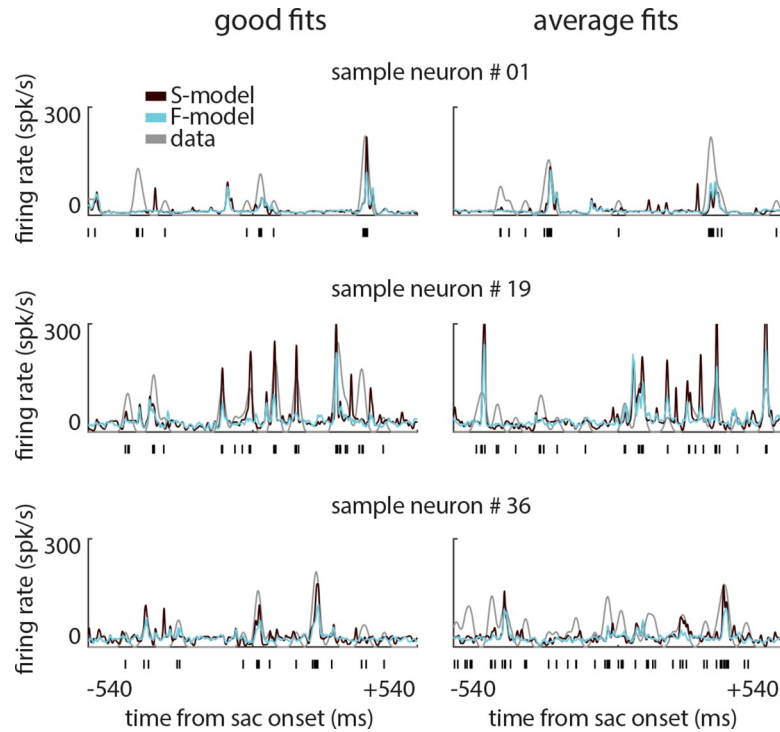 good fits
average fits
sample neuron # 01
S-model
F-model
data
firing rate (spk/s)
300
0
sample neuron # 19
firing rate (spk/s)
300
0
sample neuron # 36
firing rate (spk/s)
300
0
-540
+540
-540
+540
time from sac onset (ms)
time from sac onset (ms)